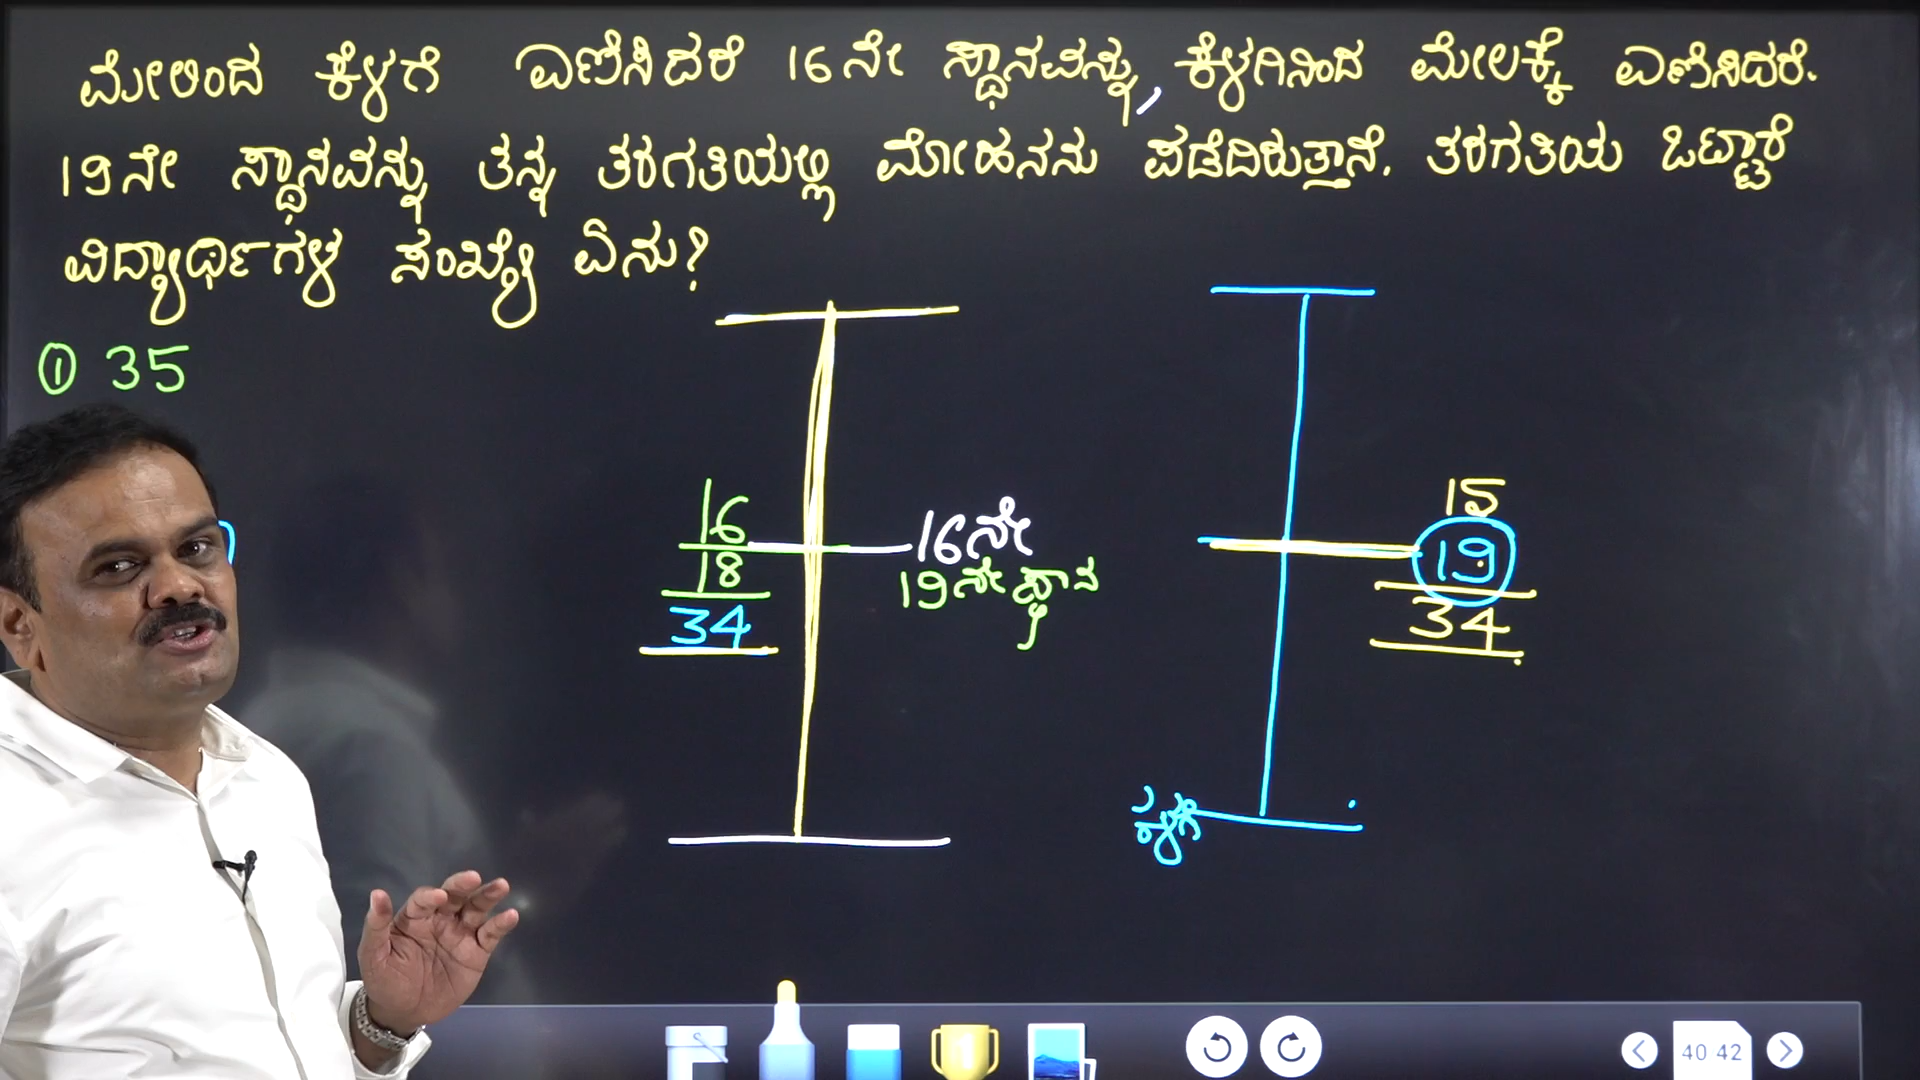 ಮೇಲಿಂದ ಕೆಳಗೆ ಎಣಿಸಿದರೆ 16ನೇ ಸ್ಥಾನವನ್ನು, ಕೆಳಗಿನಿಂದ ಮೇಲಕ್ಕೆ ಎಣಿಸಿದರೆ.
19ನೇ ಸ್ಥಾನವನ್ನು ತನ್ನ ತರಗತಿಯಲ್ಲಿ ಮೋಹನನು ಪಡೆದಿರುತ್ತಾನೆ. ತರಗತಿಯ ಒಟ್ಟಾರೆ
ವಿದ್ಯಾರ್ಥಿಗಳ ಸಂಖ್ಯೆ ಏನು?
① 35
16
18
34
16ನೇ
19ನೇ ಸ್ಥಾನ
15
19
34
40 42